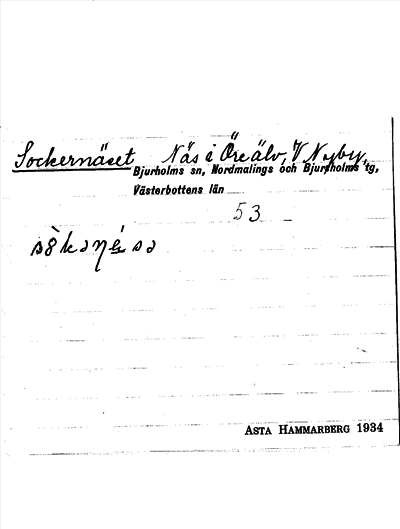 Sockernäset Näs i Öreälv, V Nyby,
Bjurholms sn, Nordmalings och Bjurholms tg,
Västerbottens län
53
ASTA HAMMARBERG 1934